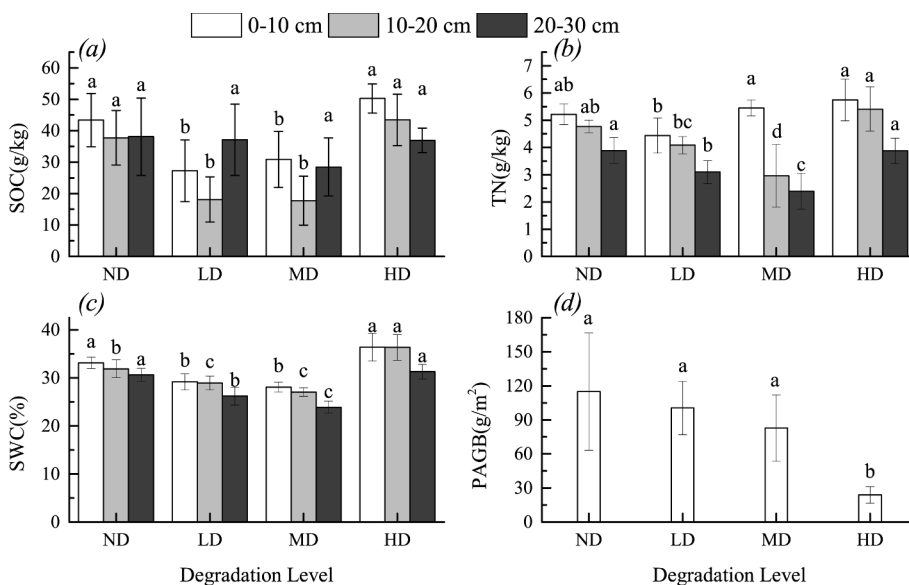 0-10 cm 10-20 cm 20-30 cm
(a)
60
50
40
30
20
10
0
SOC(g/kg)
a a a
b b a
b b a
a a a
ND LD MD HD
(b)
7
6
5
4
3
2
1
0
TN(g/kg)
ab ab a
b bc b
a d c
a a a
ND LD MD HD
(c)
40
30
20
10
0
SWC(%)
a b a
b c b
b c c
a a a
ND LD MD HD
Degradation Level
(d)
180
150
120
90
60
30
0
PAGB(g/m²)
a a a b
ND LD MD HD
Degradation Level